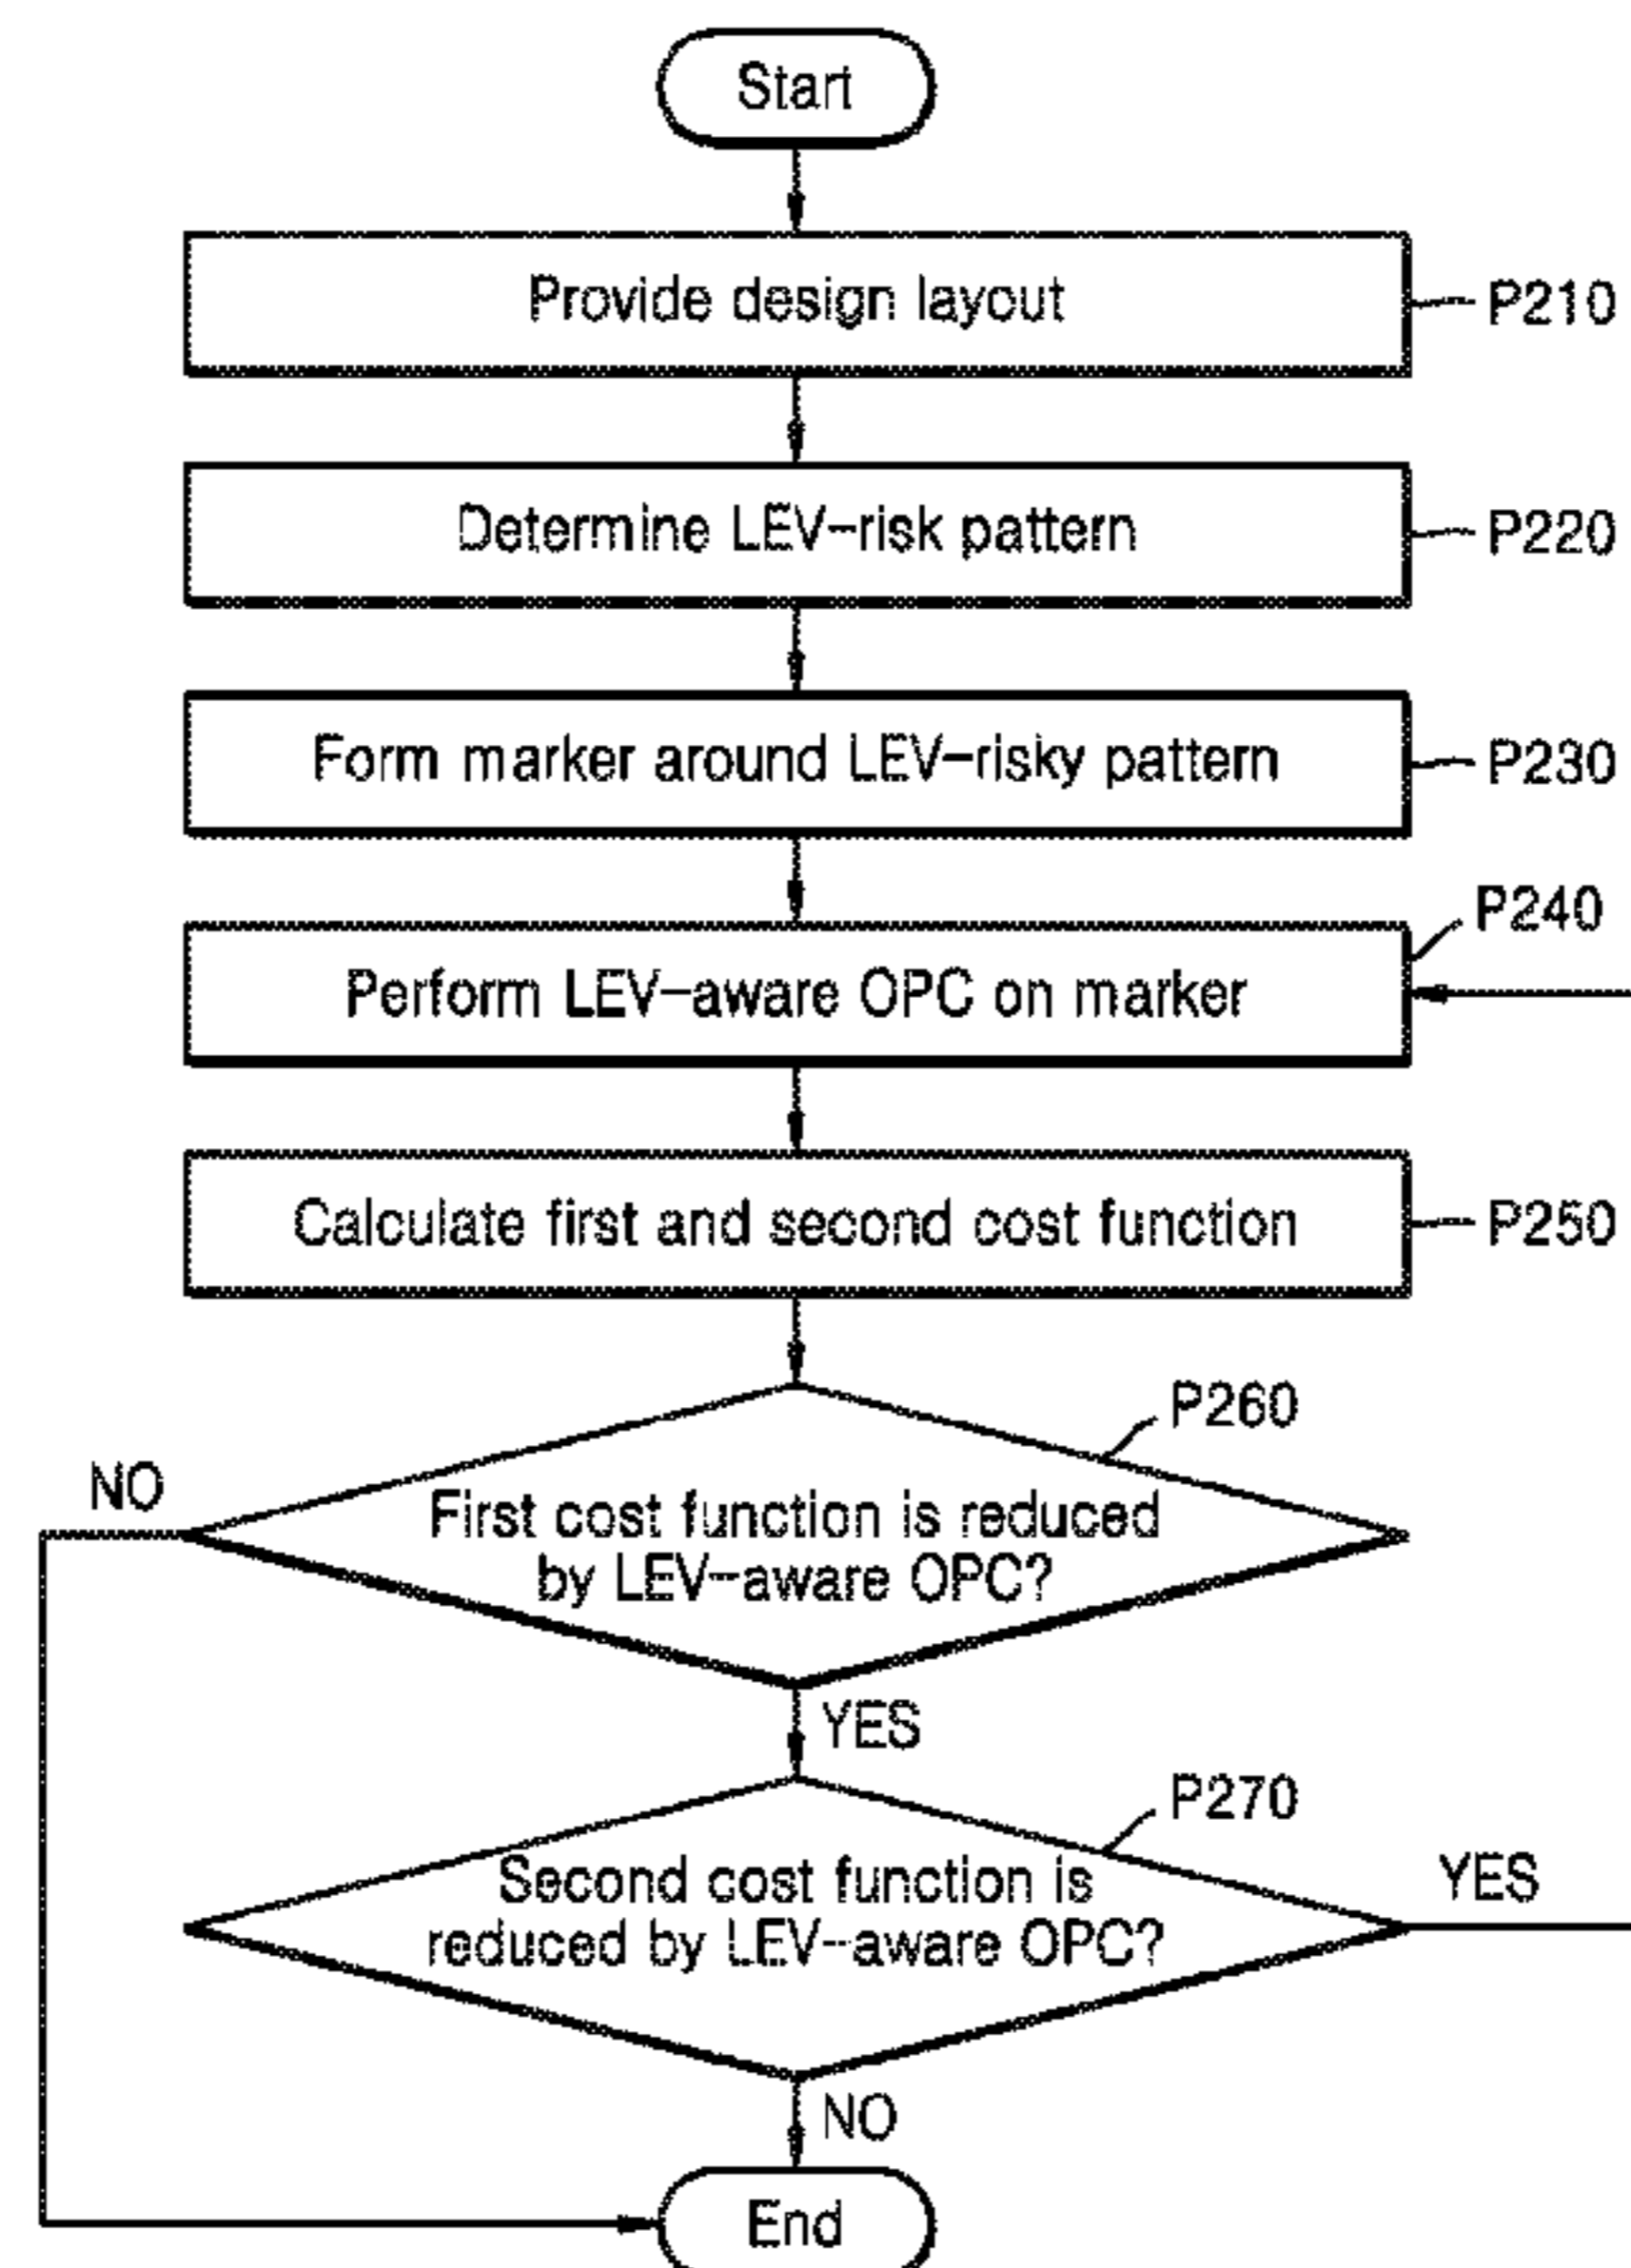 Start
Provide design layout
P210
Determine LEV-risk pattern
P220
Form marker around LEV-risky pattern
P230
P240
Perform LEV-aware OPC on marker
Calculate first and second cost function
P250
P260
NO
First cost function is reduced
by LEV-aware OPC?
YES
P270
Second cost function is
reduced by LEV-aware OPC?
YES
NO
End